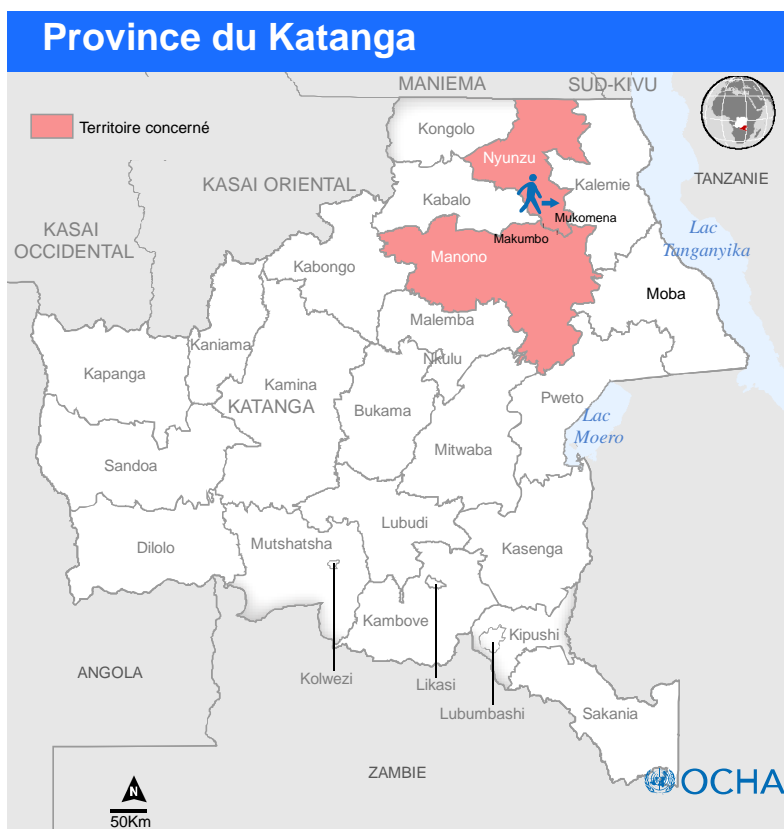 Province du Katanga
MANIEMA
SUD-KIVU
Territoire concerné
Kongolo
Nyunzu
KASAI ORIENTAL
Kabalo
Kalemie
TANZANIE
Mukomena
KASAI
OCCIDENTAL
Makumbo
Lac
Tanganyika
Manono
Kabongo
Moba
Malemba
Nkulu
Kaniama
Kapanga
Kamina
KATANGA
Bukama
Pweto
Lac
Moero
Mitwaba
Sandoa
Lubudi
Mutshatsha
Dilolo
Kasenga
Kambove
Kipushi
ANGOLA
Kolwezi
Likasi
Lubumbashi
Sakania
ZAMBIE
OCHA
N
50Km